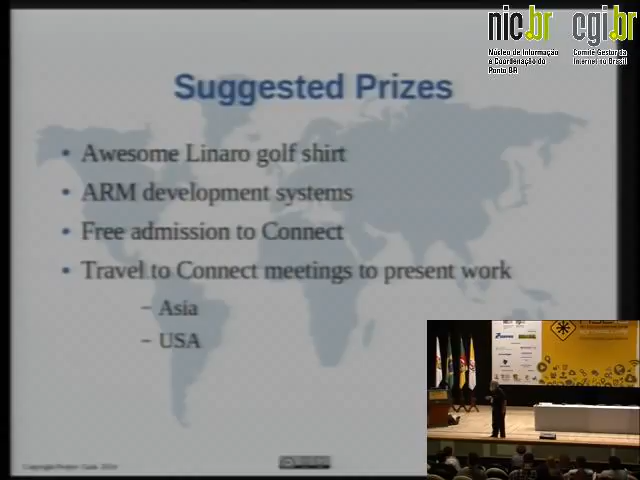 nic.br cgi.br
Núcleo de Informação
e Coordenação do
Ponto BR
Comitê Gestor da
Internet no Brasil
Suggested Prizes
• Awesome Linaro golf shirt
• ARM development systems
• Free admission to Connect
• Travel to Connect meetings to present work
– Asia
– USA